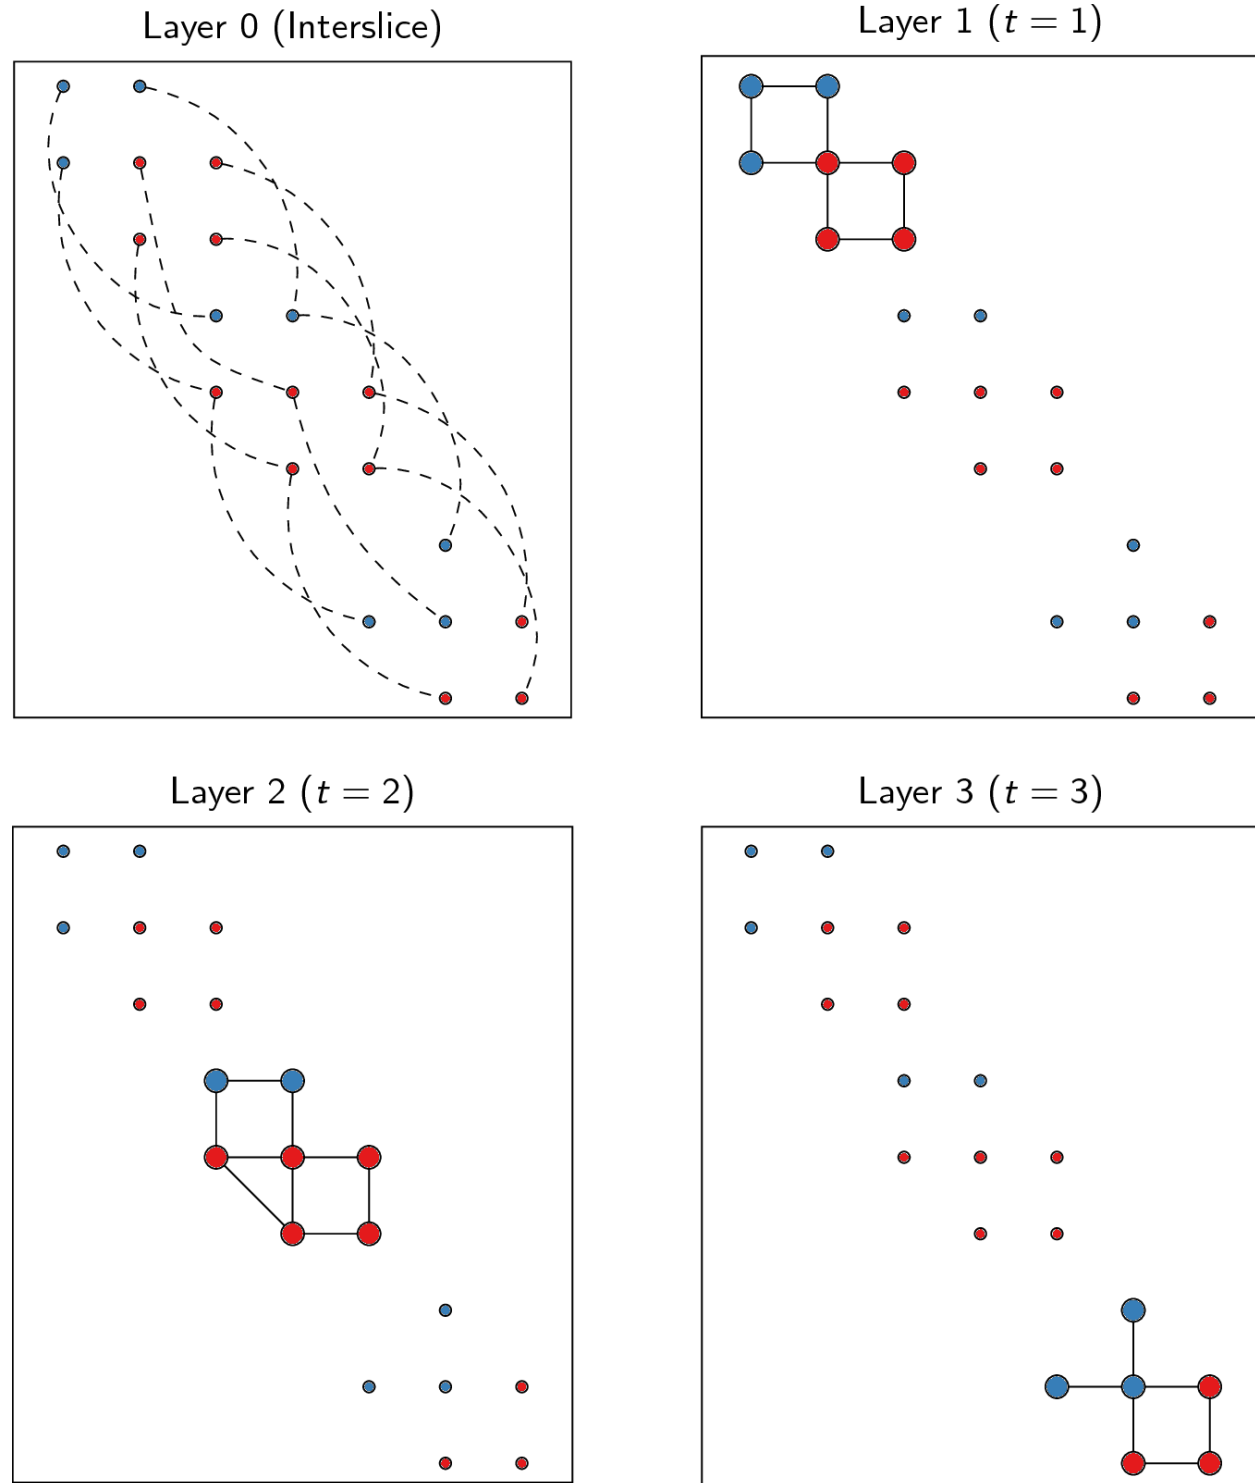 Layer 0 (Interslice)
Layer 1 (t = 1)
Layer 2 (t = 2)
Layer 3 (t = 3)